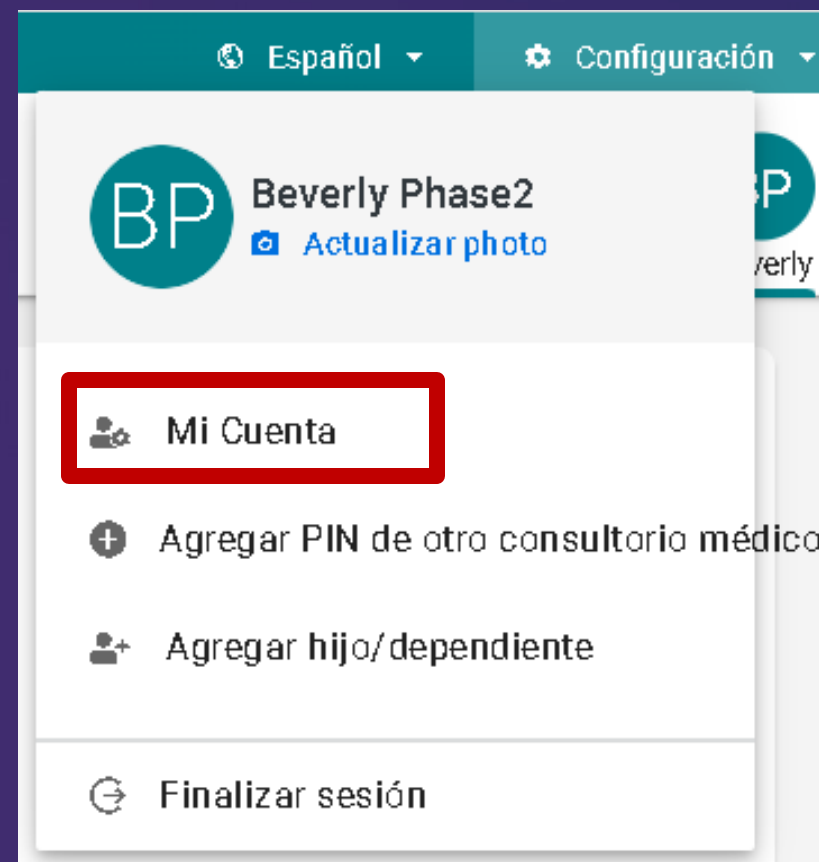 Español
Configuración
BP
Beverly Phase2
Actualizar photo
Mi Cuenta
Agregar PIN de otro consultorio médico
Agregar hijo/dependiente
Finalizar sesión